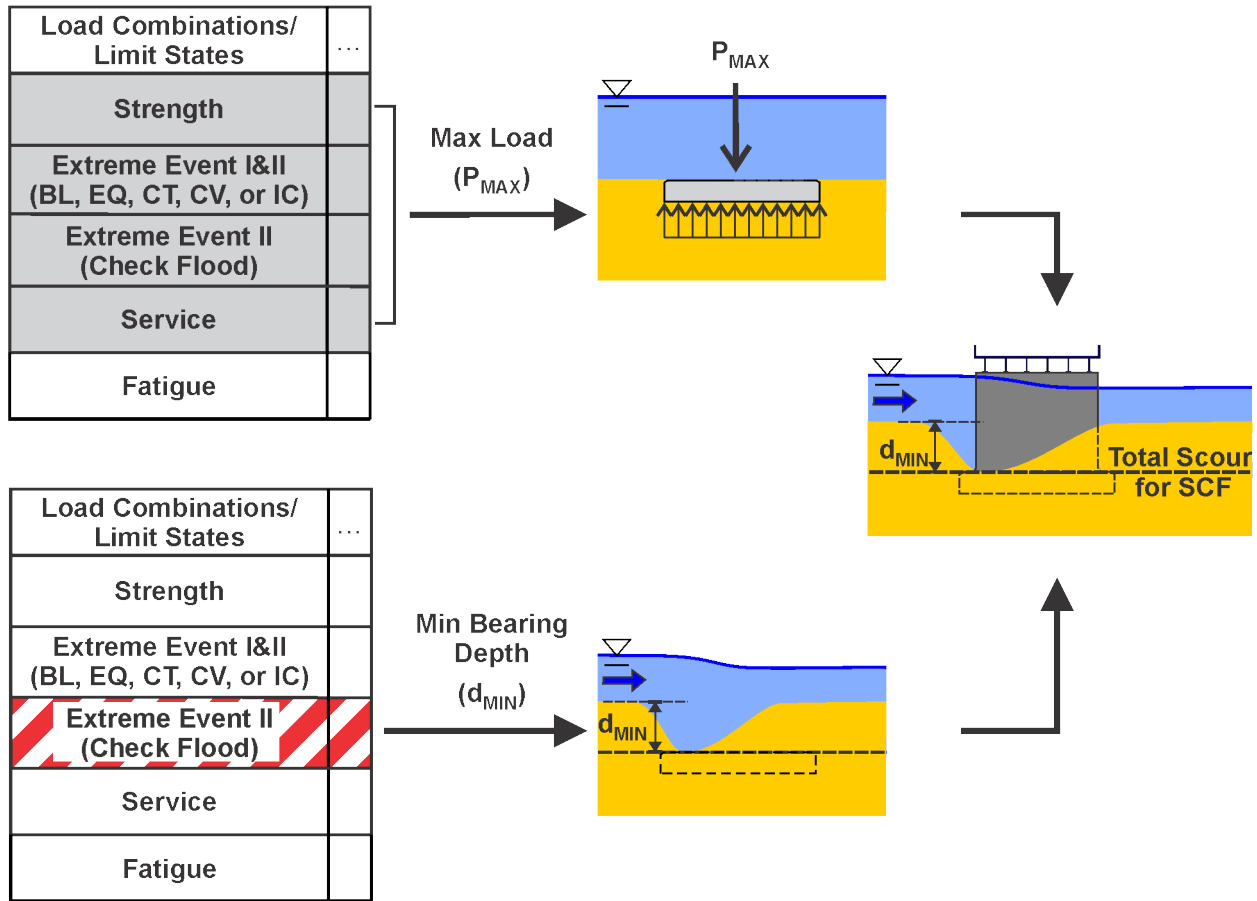 Load Combinations/
Limit States
...
Strength
Extreme Event I&II
(BL, EQ, CT, CV, or IC)
Extreme Event II
(Check Flood)
Service
Fatigue
Max Load
(PMAX)
PMAX
dMIN
Total Scour
for SCF
Load Combinations/
Limit States
...
Strength
Extreme Event I&II
(BL, EQ, CT, CV, or IC)
Extreme Event II
(Check Flood)
Service
Fatigue
Min Bearing
Depth
(dMIN)
dMIN